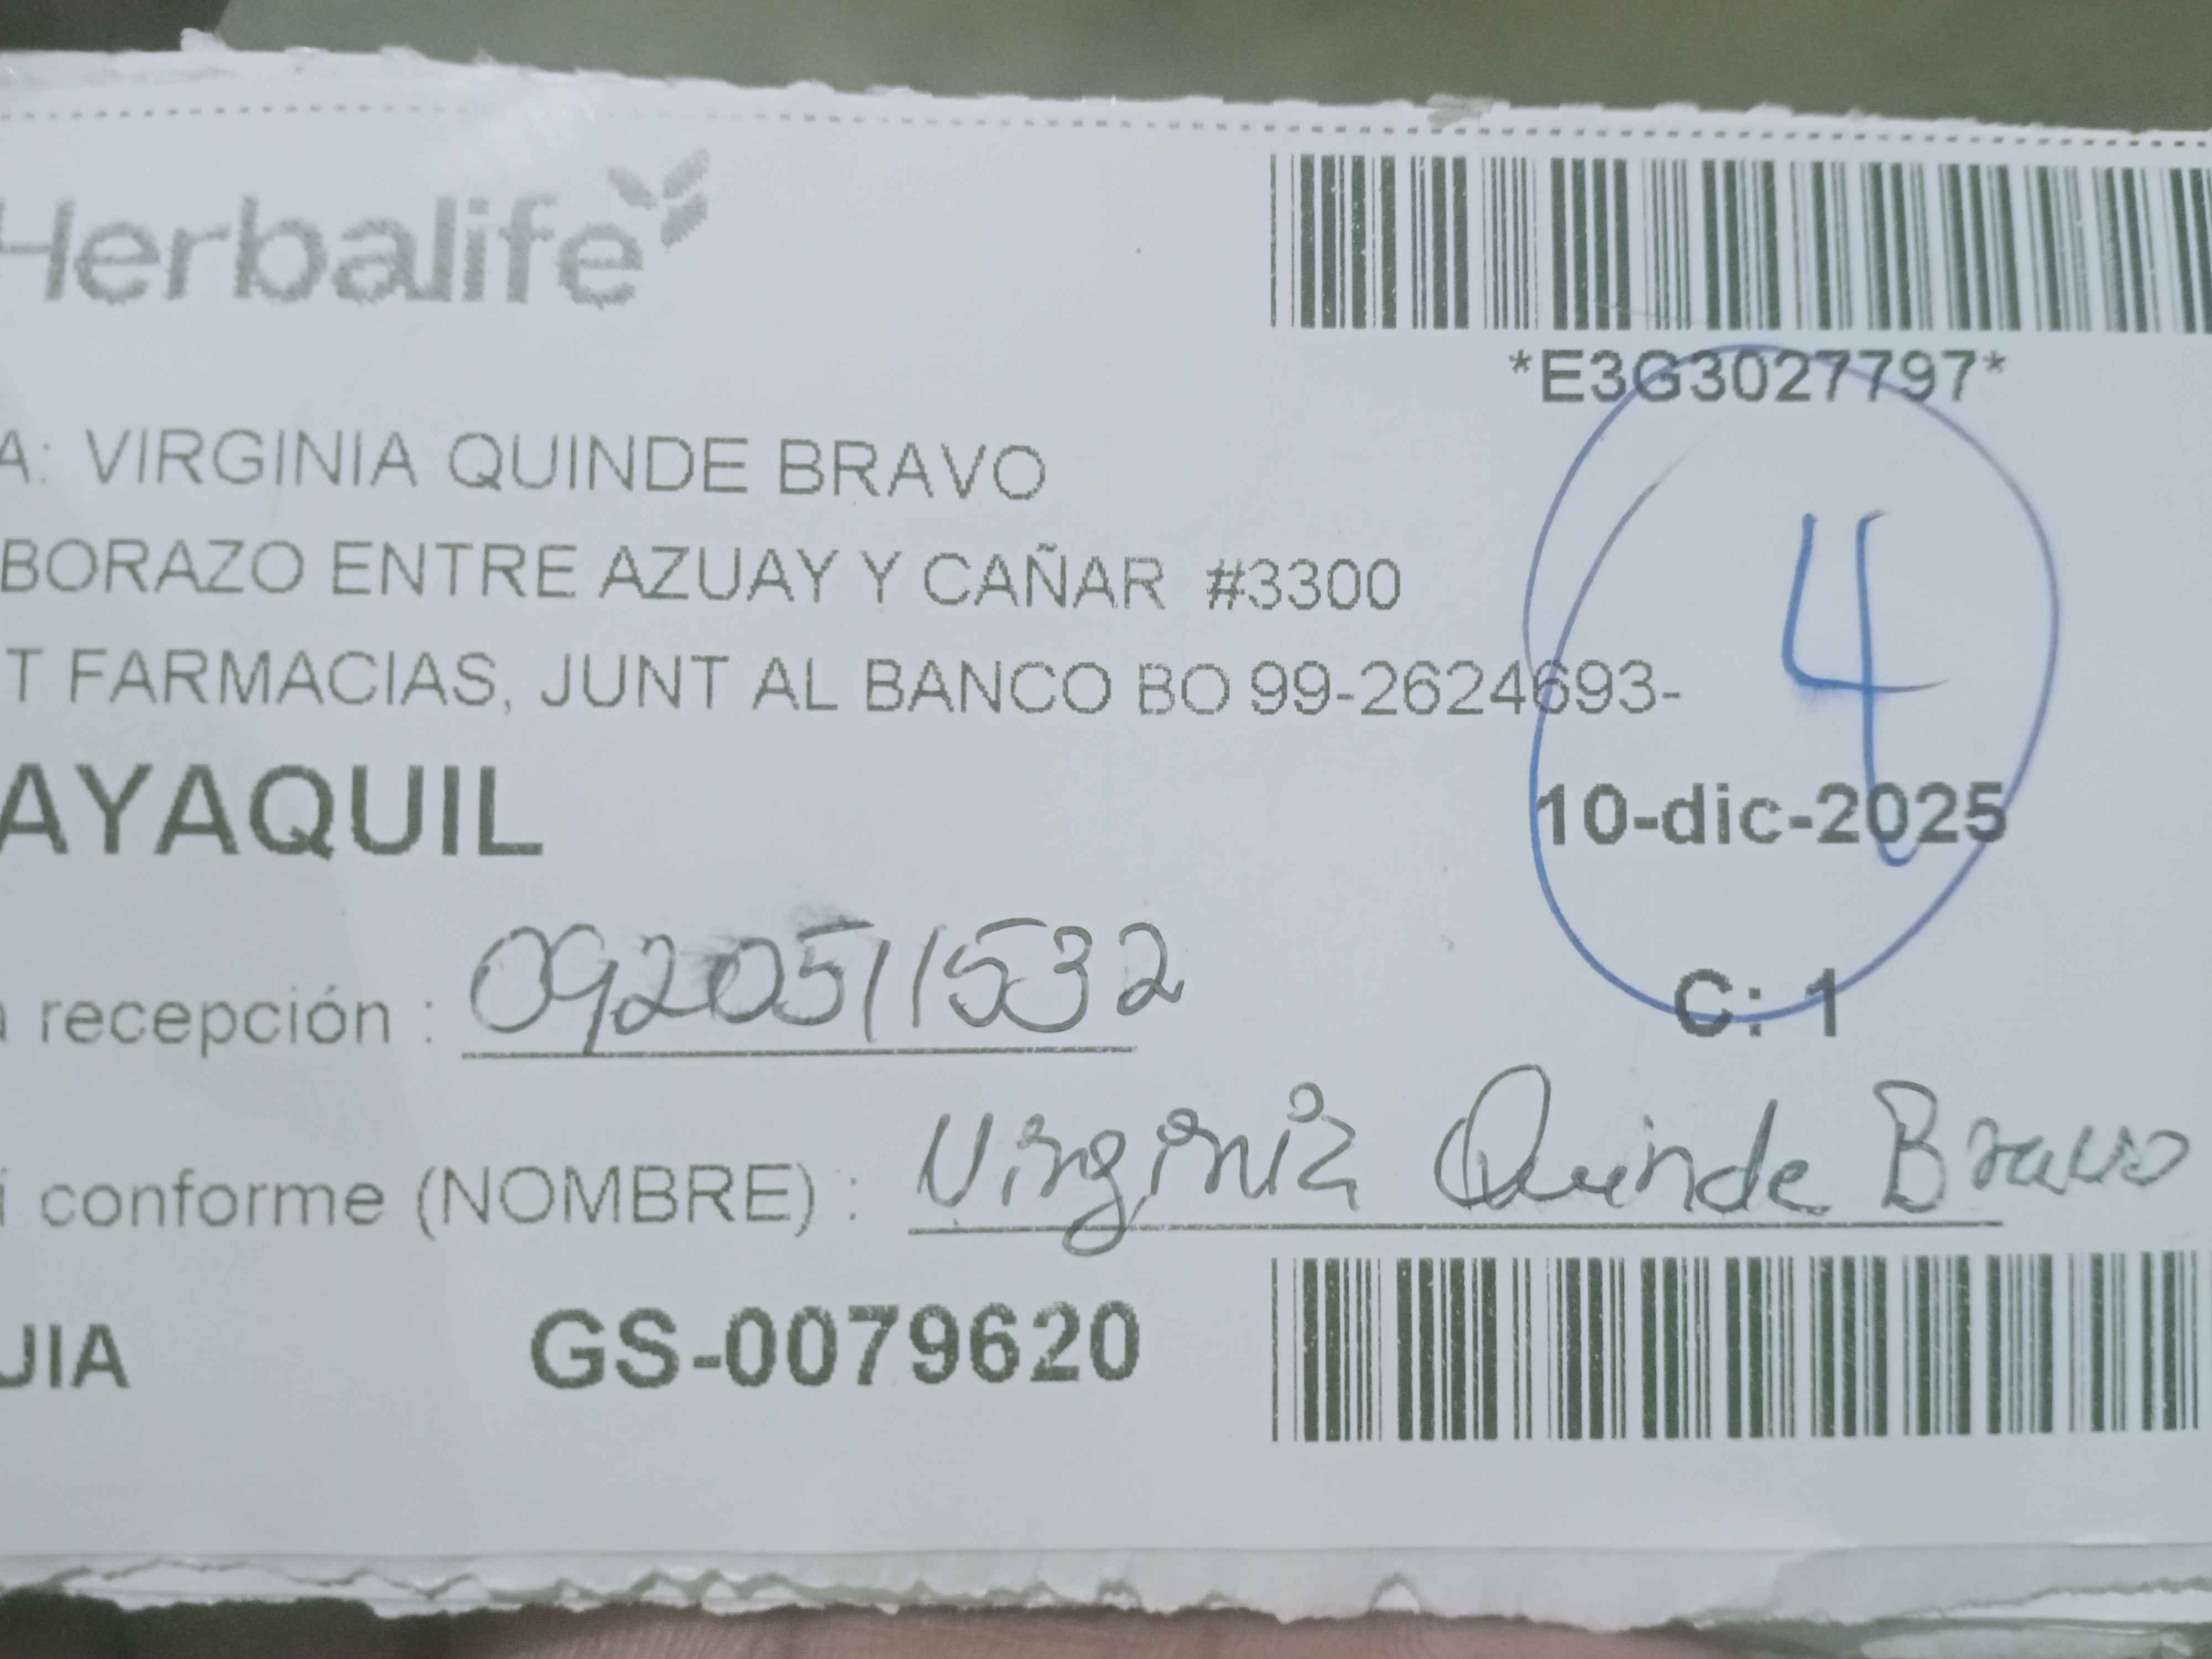 Herbalife
*E3G3027797*
A: VIRGINIA QUINDE BRAVO
BORAZO ENTRE AZUAY Y CAÑAR #3300
4
T FARMACIAS, JUNT AL BANCO BO 99-2624693-
AYAQUIL
10-dic-2025
recepción : 0920511532
C: 1
í conforme (NOMBRE) : Virginia Quinde Bravo
UIA GS-0079620